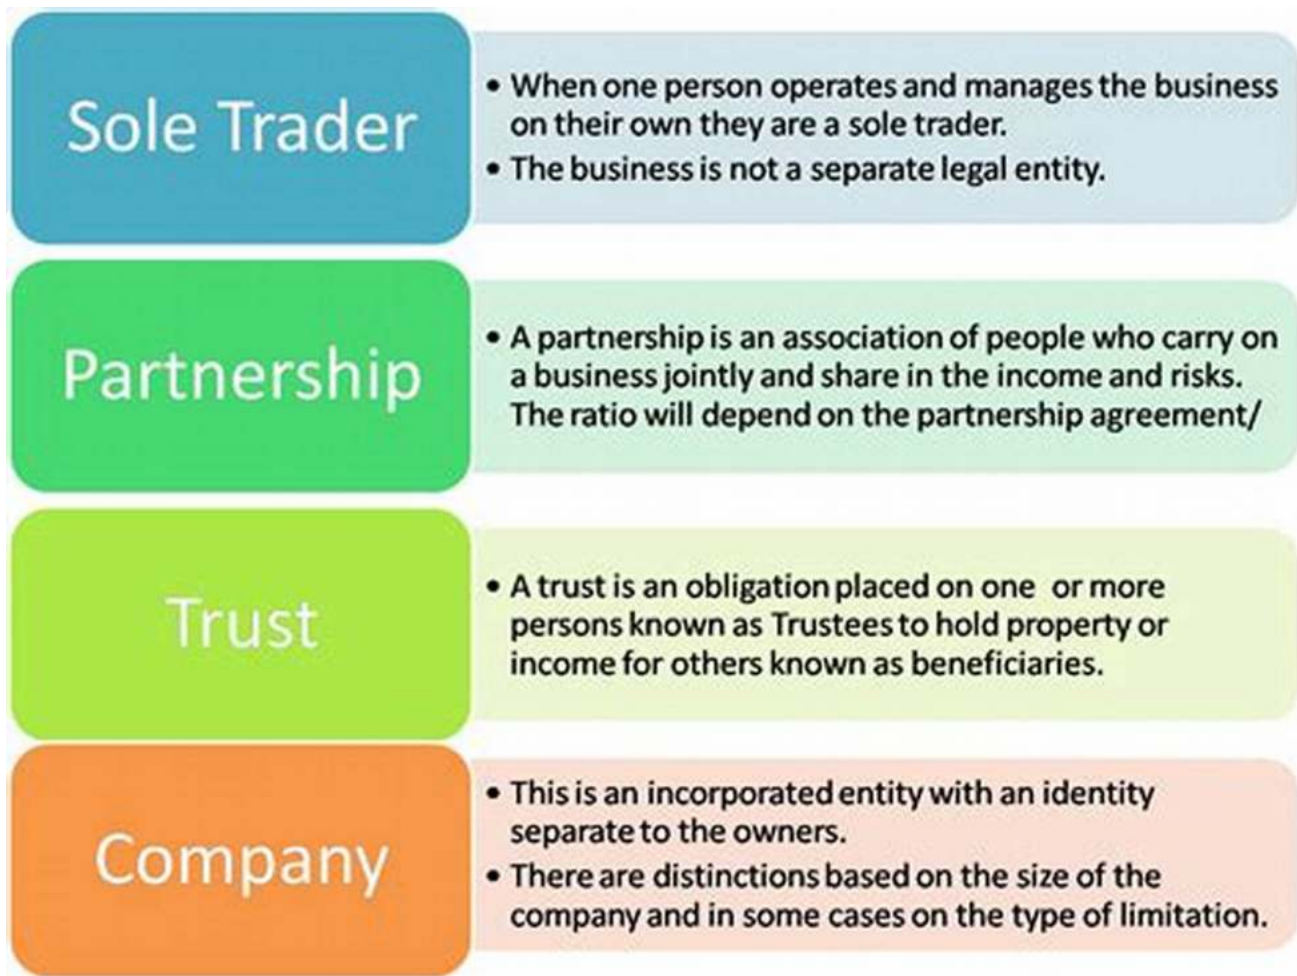 Sole Trader
• When one person operates and manages the business
on their own they are a sole trader.
• The business is not a separate legal entity.
Partnership
• A partnership is an association of people who carry on
a business jointly and share in the income and risks.
The ratio will depend on the partnership agreement/
Trust
• A trust is an obligation placed on one or more
persons known as Trustees to hold property or
income for others known as beneficiaries.
Company
• This is an incorporated entity with an identity
separate to the owners.
• There are distinctions based on the size of the
company and in some cases on the type of limitation.